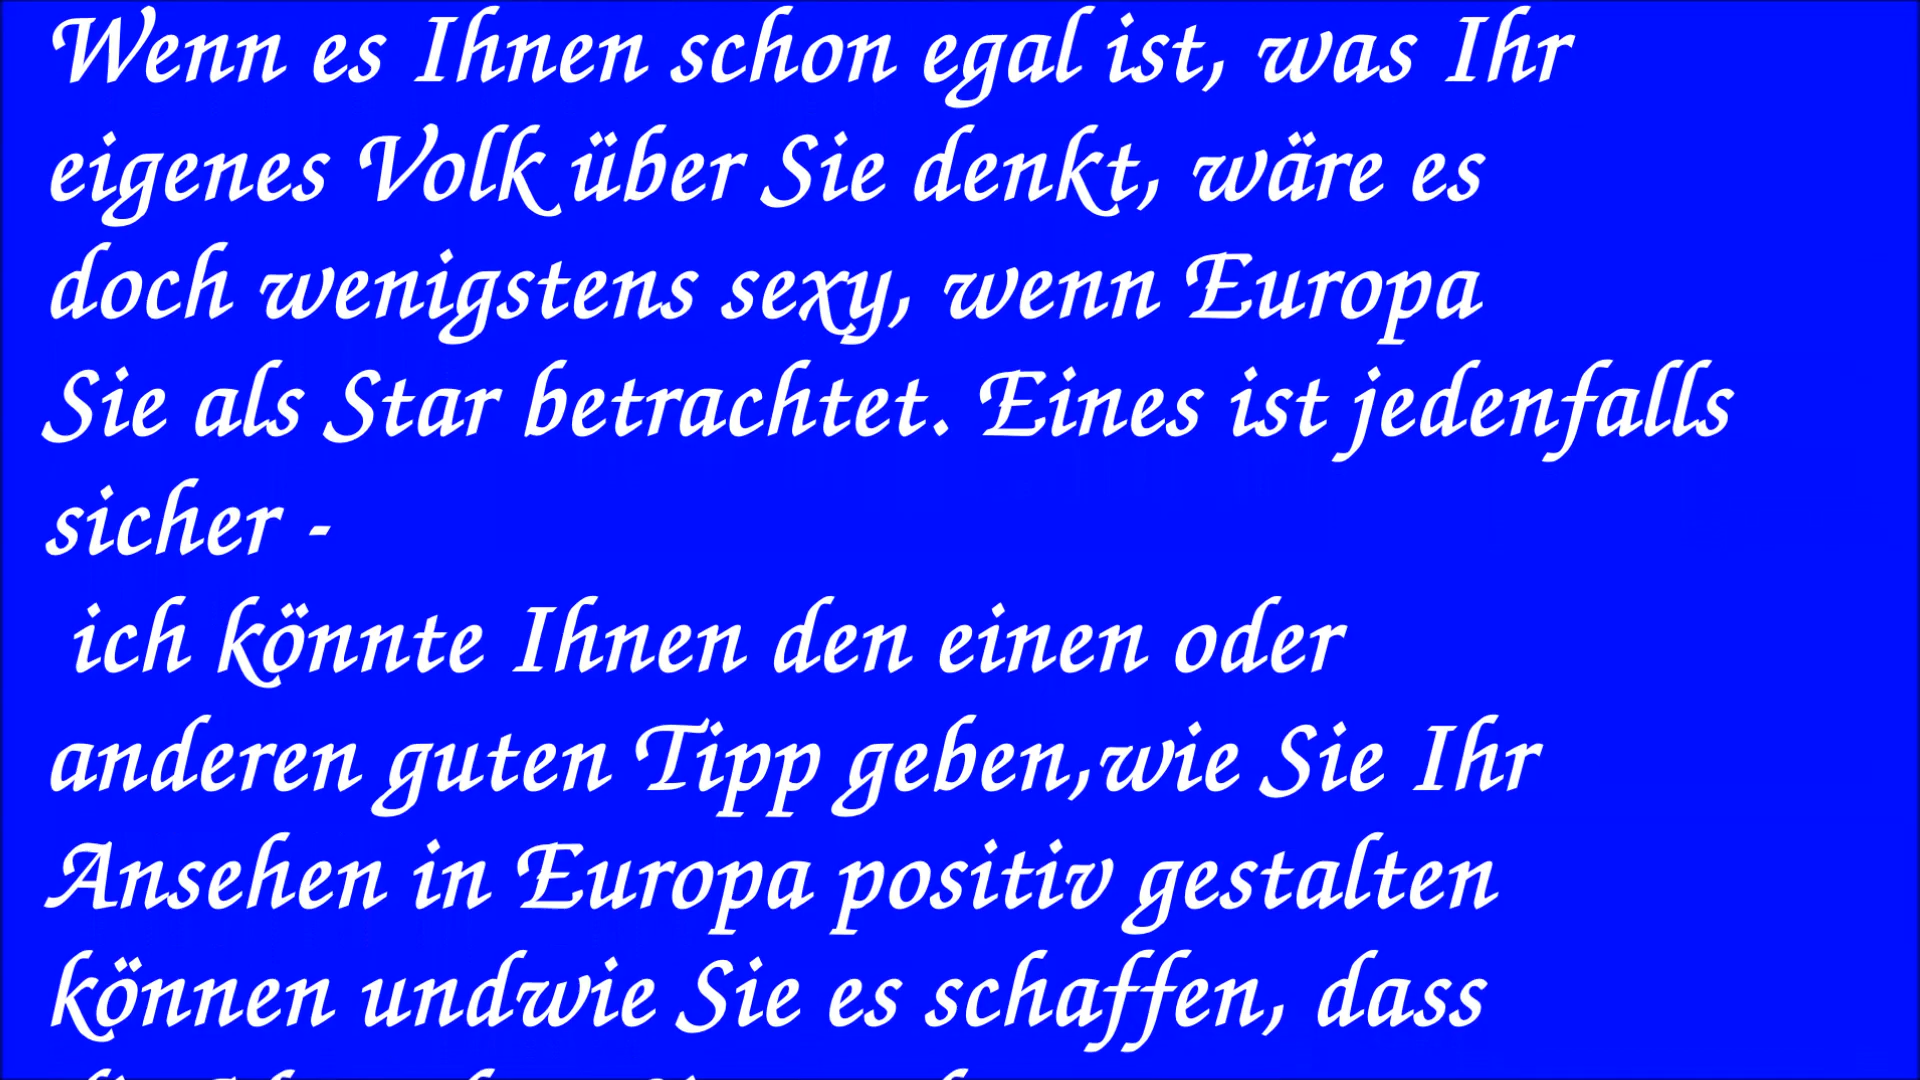 Wenn es Ihnen schon egal ist, was Ihr
eigenes Volk über Sie denkt, wäre es
doch wenigstens sexy, wenn Europa
Sie als Star betrachtet. Eines ist jedenfalls
sicher -
ich könnte Ihnen den einen oder
anderen guten Tipp geben,wie Sie Ihr
Ansehen in Europa positiv gestalten
können undwie Sie es schaffen, dass